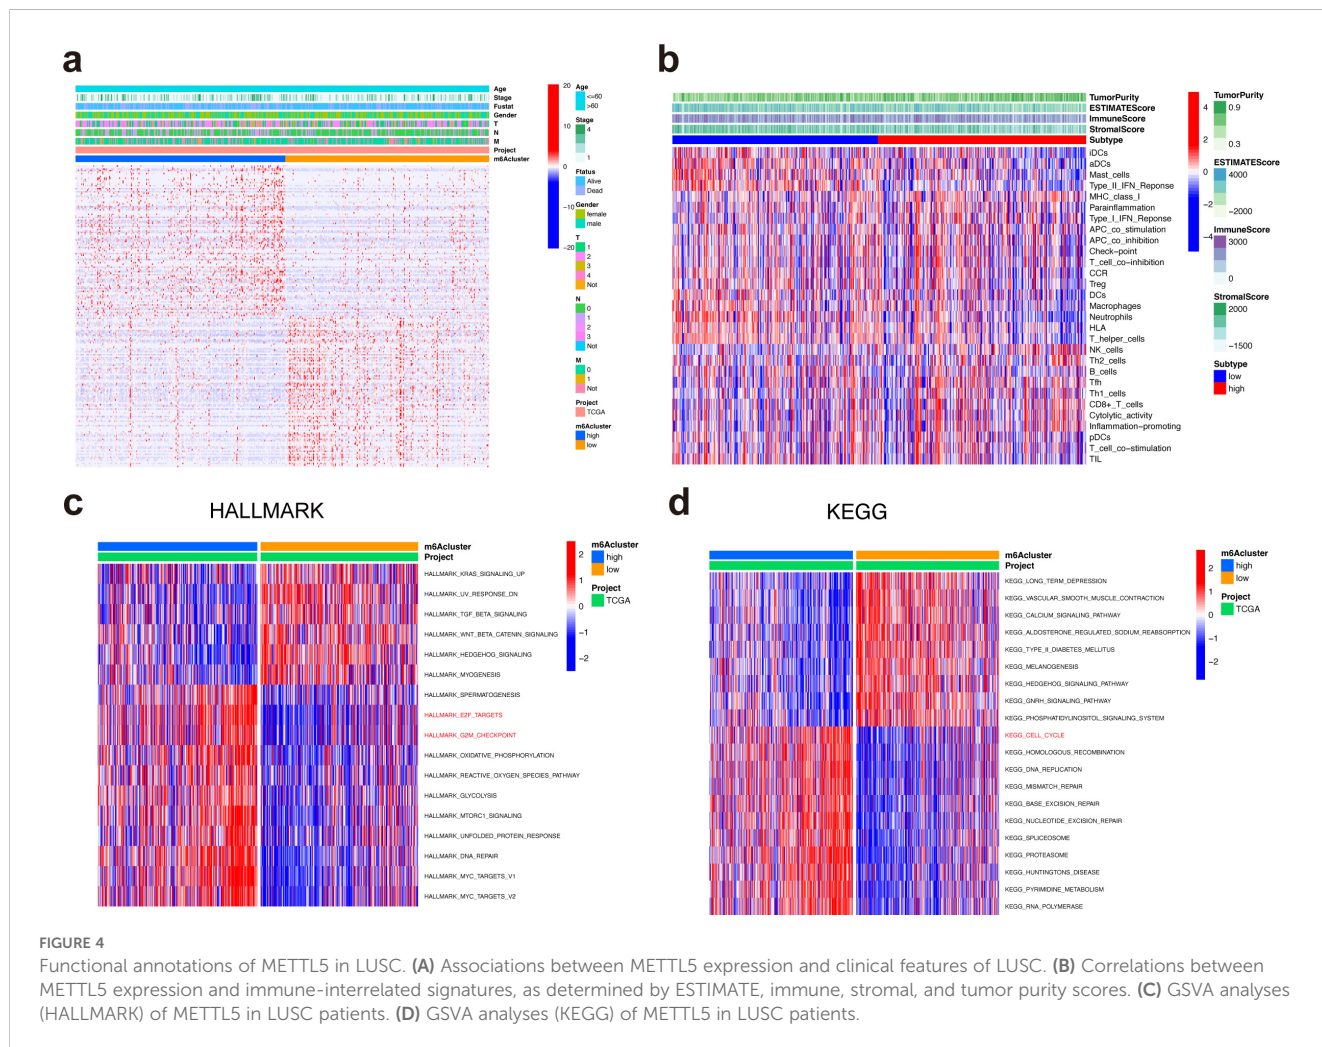 a
Age
Stage
Fustat
Gender
T
N
M
Project
m6Acluster
20
10
0
−10
−20
Age
<=60
>60
Stage
4
3
2
1
Ftatus
Alive
Dead
Gender
female
male
T
1
2
3
4
Not
N
0
1
2
3
Not
M
0
1
Not
Project
TCGA
m6Acluster
high
low
b
TumorPurity
ESTIMATEScore
ImmuneScore
StromalScore
Subtype
iDCs
aDCs
Mast_cells
Type_II_IFN_Reponse
MHC_class_I
Parainflammation
Type_I_IFN_Reponse
APC_co_stimulation
APC_co_inhibition
Check−point
T_cell_co−inhibition
CCR
Treg
DCs
Macrophages
Neutrophils
HLA
T_helper_cells
NK_cells
Th2_cells
B_cells
Tfh
Th1_cells
CD8+_T_cells
Cytolytic_activity
Inflammation−promoting
pDCs
T_cell_co−stimulation
TIL
4
2
0
−2
−4
TumorPurity
0.9
0.3
ESTIMATEScore
4000
−2000
ImmuneScore
3000
0
StromalScore
2000
−1500
Subtype
low
high
c
HALLMARK
m6Acluster
Project
HALLMARK_KRAS_SIGNALING_UP
HALLMARK_UV_RESPONSE_DN
HALLMARK_TGF_BETA_SIGNALING
HALLMARK_WNT_BETA_CATENIN_SIGNALING
HALLMARK_HEDGEHOG_SIGNALING
HALLMARK_MYOGENESIS
HALLMARK_SPERMATOGENESIS
HALLMARK_E2F_TARGETS
HALLMARK_G2M_CHECKPOINT
HALLMARK_OXIDATIVE_PHOSPHORYLATION
HALLMARK_REACTIVE_OXYGEN_SPECIES_PATHWAY
HALLMARK_GLYCOLYSIS
HALLMARK_MTORC1_SIGNALING
HALLMARK_UNFOLDED_PROTEIN_RESPONSE
HALLMARK_DNA_REPAIR
HALLMARK_MYC_TARGETS_V1
HALLMARK_MYC_TARGETS_V2
2
1
0
−1
−2
m6Acluster
high
low
Project
TCGA
d
KEGG
m6Acluster
Project
KEGG_LONG_TERM_DEPRESSION
KEGG_VASCULAR_SMOOTH_MUSCLE_CONTRACTION
KEGG_CALCIUM_SIGNALING_PATHWAY
KEGG_ALDOSTERONE_REGULATED_SODIUM_REABSORPTION
KEGG_TYPE_II_DIABETES_MELLITUS
KEGG_MELANOGENESIS
KEGG_HEDGEHOG_SIGNALING_PATHWAY
KEGG_GNRH_SIGNALING_PATHWAY
KEGG_PHOSPHATIDYLINOSITOL_SIGNALING_SYSTEM
KEGG_CELL_CYCLE
KEGG_HOMOLOGOUS_RECOMBINATION
KEGG_DNA_REPLICATION
KEGG_MISMATCH_REPAIR
KEGG_BASE_EXCISION_REPAIR
KEGG_NUCLEOTIDE_EXCISION_REPAIR
KEGG_SPLICEOSOME
KEGG_PROTEASOME
KEGG_HUNTINGTONS_DISEASE
KEGG_PYRIMIDINE_METABOLISM
KEGG_RNA_POLYMERASE
2
1
0
−1
−2
m6Acluster
high
low
Project
TCGA
FIGURE 4
Functional annotations of METTL5 in LUSC. (A) Associations between METTL5 expression and clinical features of LUSC. (B) Correlations between
METTL5 expression and immune-interrelated signatures, as determined by ESTIMATE, immune, stromal, and tumor purity scores. (C) GSVA analyses
(HALLMARK) of METTL5 in LUSC patients. (D) GSVA analyses (KEGG) of METTL5 in LUSC patients.